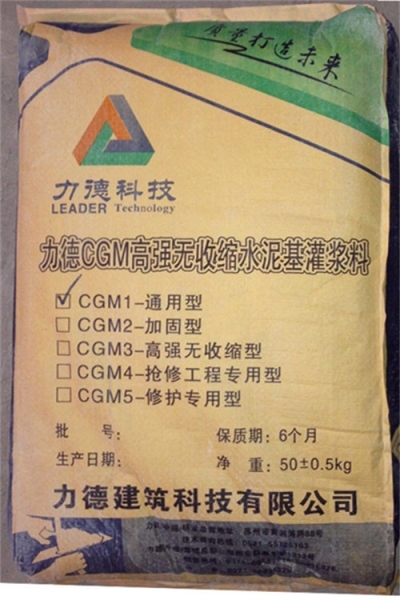 质量打造未来
力德科技
LEADER Technology
力德CGM高强无收缩水泥基灌浆料
☑CGM1-通用型
☐CGM2-加固型
☐CGM3-高强无收缩型
☐CGM4-抢修工程专用型
☐CGM5-修护专用型
批 号： 保质期：6个月
生产日期： 净 重：50±0.5kg
力德建筑科技有限公司